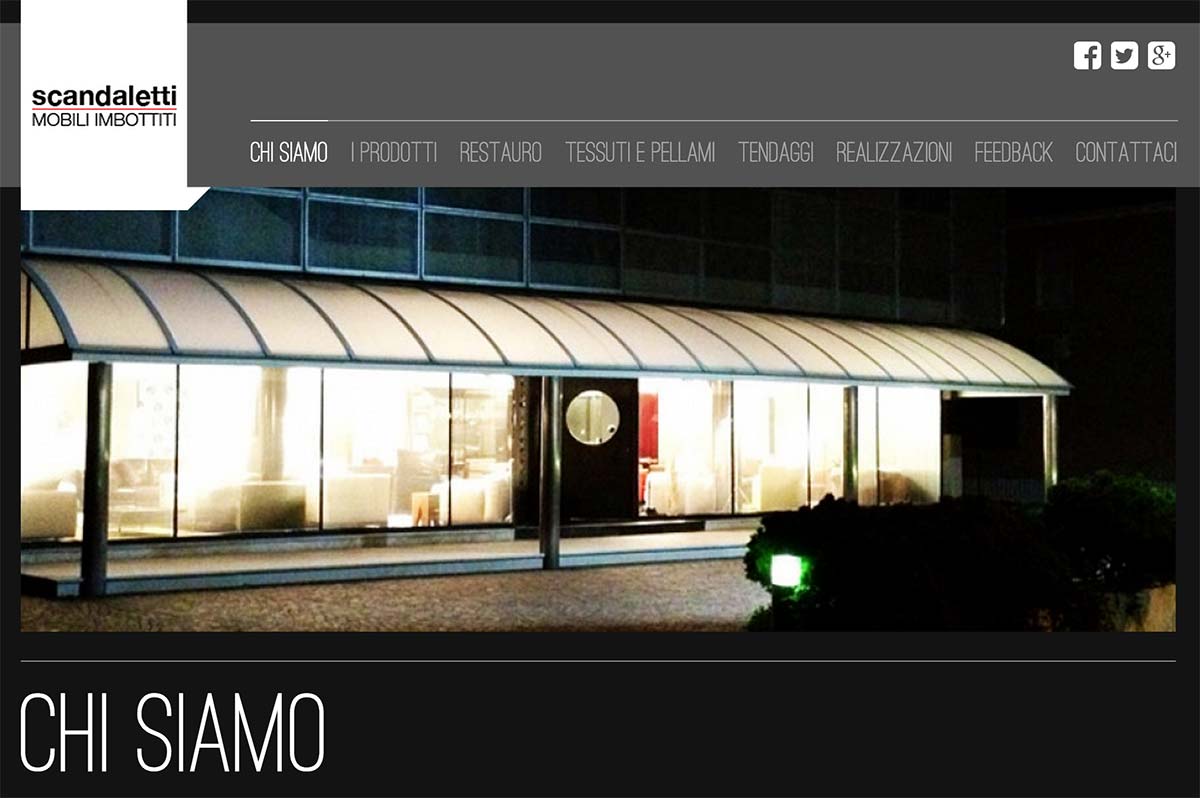 scandaletti
MOBILI IMBOTTITI
CHI SIAMO I PRODOTTI RESTAURO TESSUTI E PELLAMI TENDAGGI REALIZZAZIONI FEEDBACK CONTATTACI
CHI SIAMO